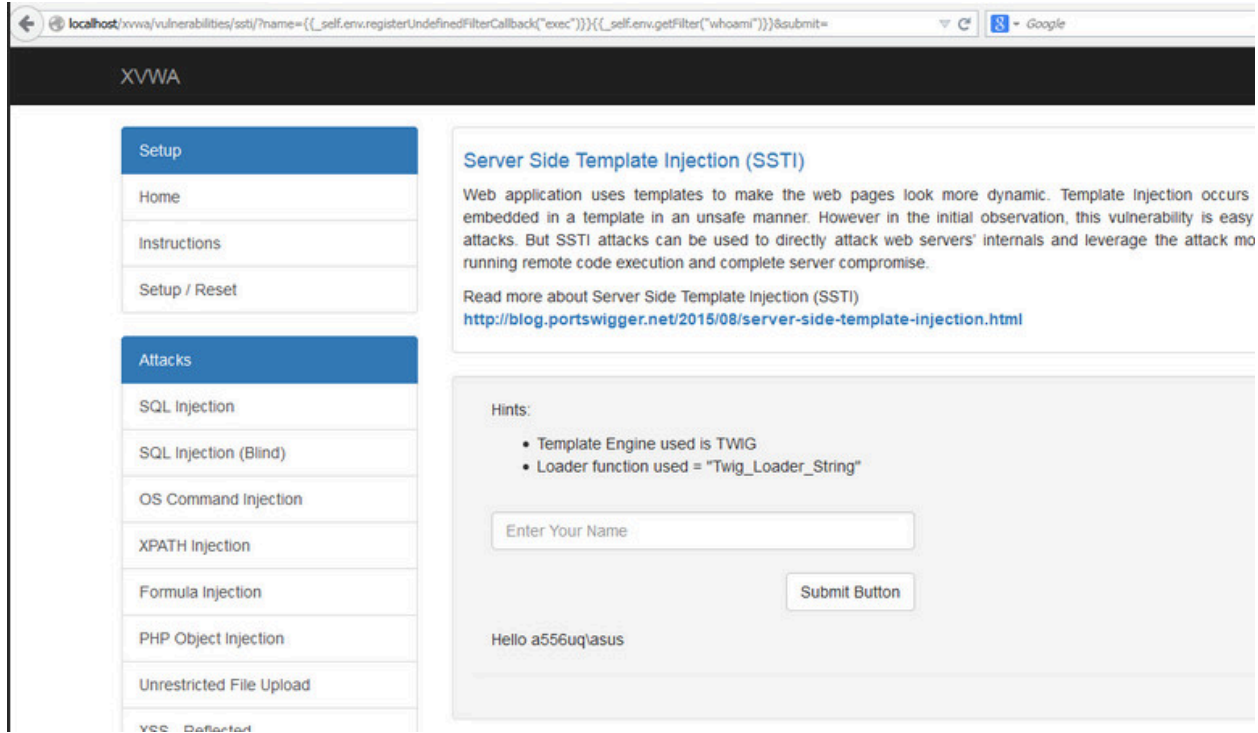 localhost/xvwa/vulnerabilities/ssti/?name={{_self.env.registerUndefinedFilterCallback("exec")}}{{_self.env.getFilter("whoami")}}&submit=
Google
XVWA
Setup
Home
Instructions
Setup / Reset
Attacks
SQL Injection
SQL Injection (Blind)
OS Command Injection
XPATH Injection
Formula Injection
PHP Object Injection
Unrestricted File Upload
XSS - Reflected
Server Side Template Injection (SSTI)
Web application uses templates to make the web pages look more dynamic. Template Injection occurs
embedded in a template in an unsafe manner. However in the initial observation, this vulnerability is easy
attacks. But SSTI attacks can be used to directly attack web servers' internals and leverage the attack mo
running remote code execution and complete server compromise.
Read more about Server Side Template Injection (SSTI)
http://blog.portswigger.net/2015/08/server-side-template-injection.html
Hints:
• Template Engine used is TWIG
• Loader function used = "Twig_Loader_String"
Enter Your Name
Submit Button
Hello a556uq\asus